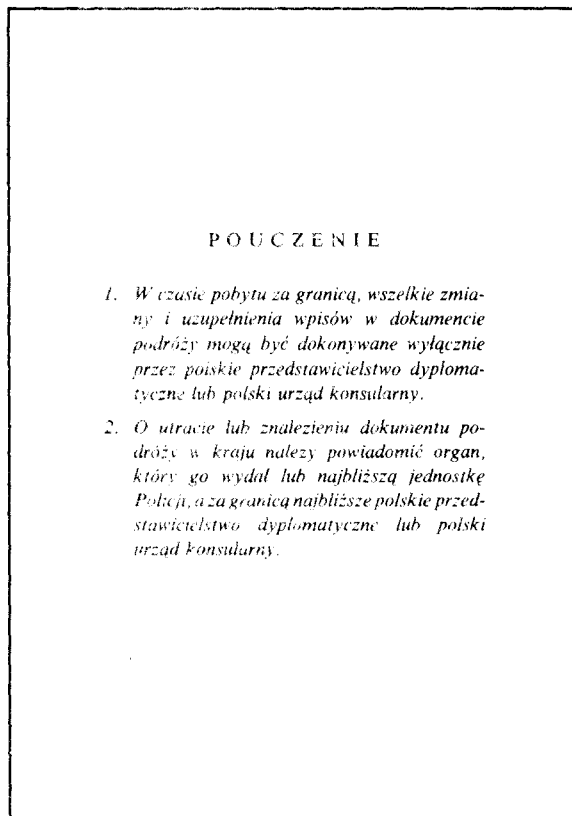 POUCZENIE
1. W czasie pobytu za granicą, wszelkie zmia-
ny i uzupełnienia wpisów w dokumencie
podróży mogą być dokonywane wyłącznie
przez polskie przedstawicielstwo dyploma-
tyczne lub polski urząd konsularny.
2. O utracie lub znalezieniu dokumentu po-
dróży w kraju należy powiadomić organ,
który go wydał lub najbliższą jednostkę
Policji, a za granicą najbliższe polskie przed-
stawicielstwo dyplomatyczne lub polski
urząd konsularny.